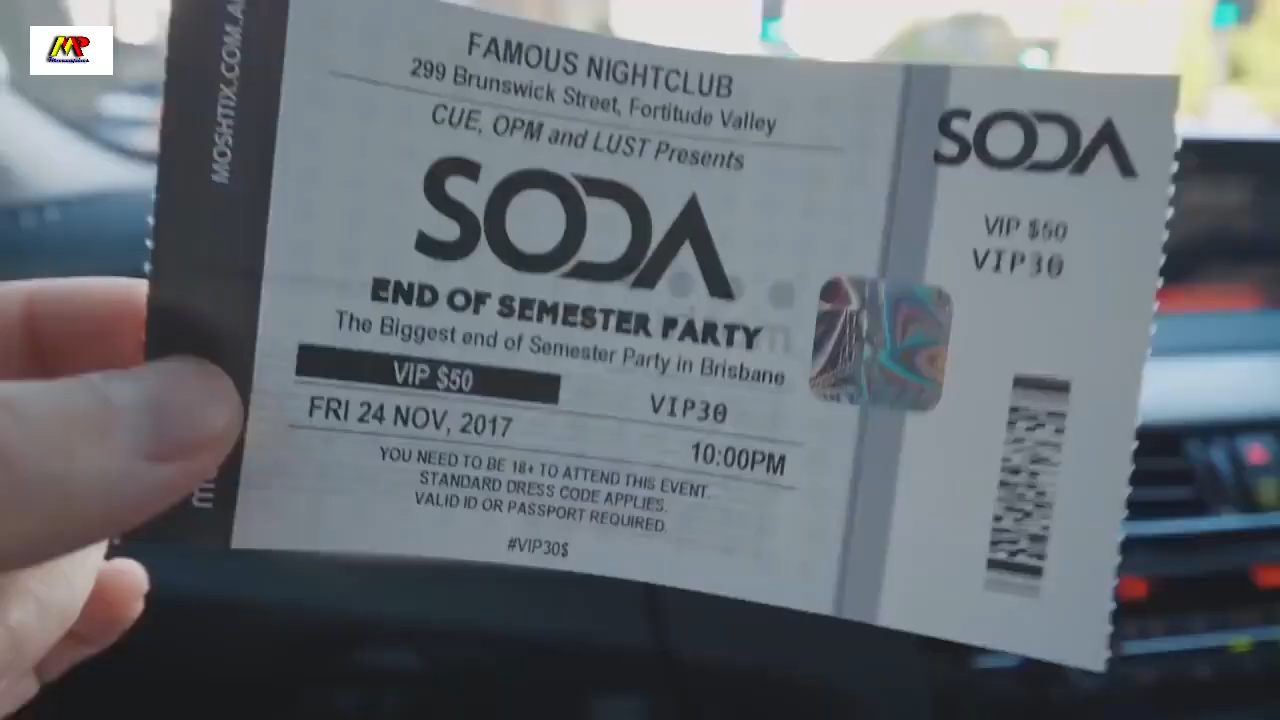 MP
MOSHTIX.COM.A
FAMOUS NIGHTCLUB
299 Brunswick Street, Fortitude Valley
CUE, OPM and LUST Presents
SODA
END OF SEMESTER PARTY
The Biggest end of Semester Party in Brisbane
VIP $50
VIP30
FRI 24 NOV, 2017
10:00PM
YOU NEED TO BE 18+ TO ATTEND THIS EVENT.
STANDARD DRESS CODE APPLIES.
VALID ID OR PASSPORT REQUIRED.
#VIP30$
SODA
VIP $50
VIP30